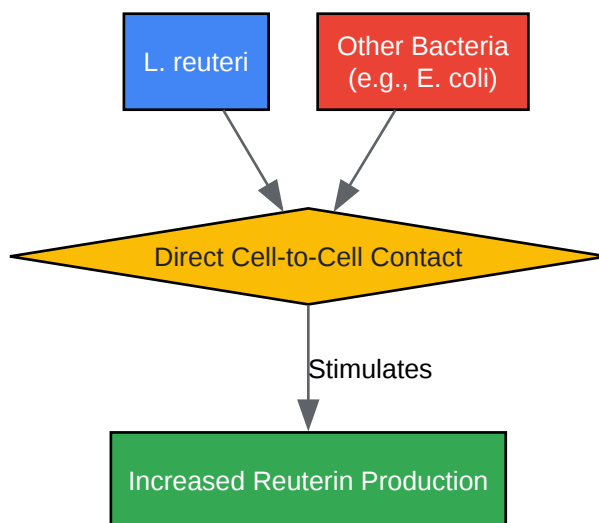 L. reuteri
Other Bacteria
(e.g., E. coli)
Direct Cell-to-Cell Contact
Stimulates
Increased Reuterin Production